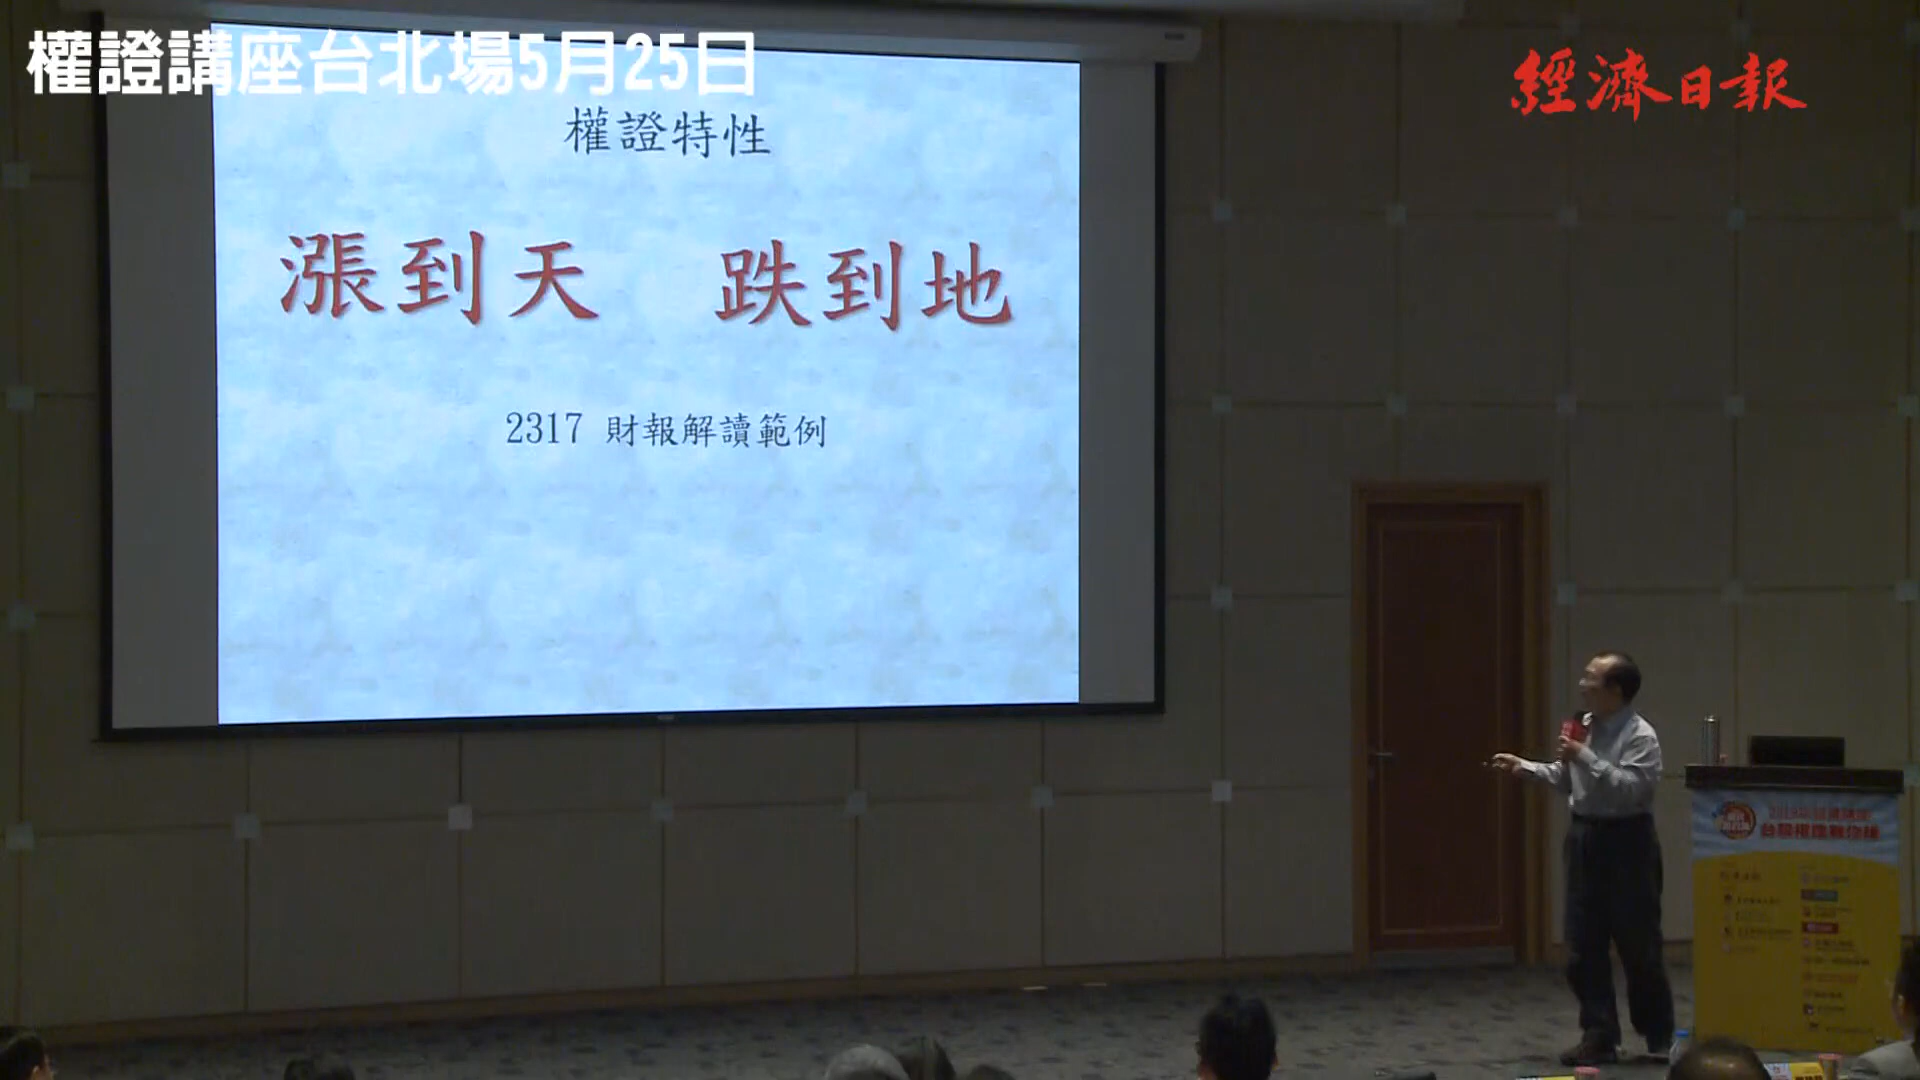 權證講座台北場5月25日
經濟日報
權證特性
漲到天 跌到地
2317 財報解讀範例